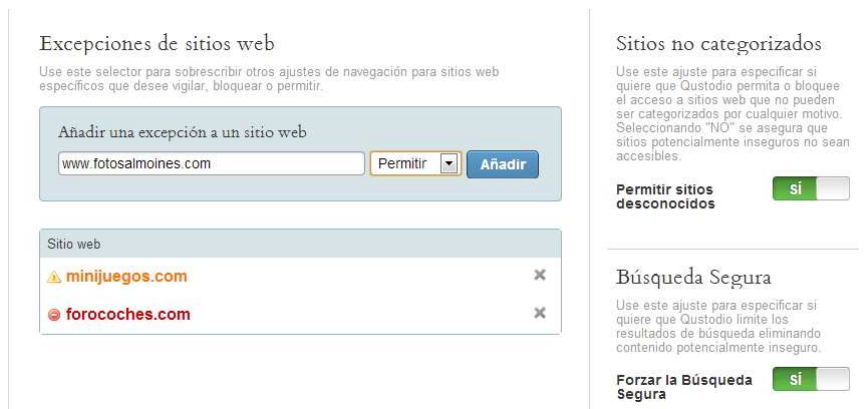 Excepciones de sitios web
Use este selector para sobrescribir otros ajustes de navegación para sitios web
específicos que desee vigilar, bloquear o permitir.
Añadir una excepción a un sitio web
www.fotosalmoines.com
Permitir
Añadir
Sitio web
minijuegos.com
forocoches.com
Sitios no categorizados
Use este ajuste para especificar si
quiere que Qustodio permita o bloquee
el acceso a sitios web que no pueden
ser categorizados por cualquier motivo.
Seleccionando "NO" se asegura que
sitios potencialmente inseguros no sean
accesibles.
Permitir sitios
desconocidos
SÍ
Búsqueda Segura
Use este ajuste para especificar si
quiere que Qustodio limite los
resultados de búsqueda eliminando
contenido potencialmente inseguro.
Forzar la Búsqueda
Segura
SÍ